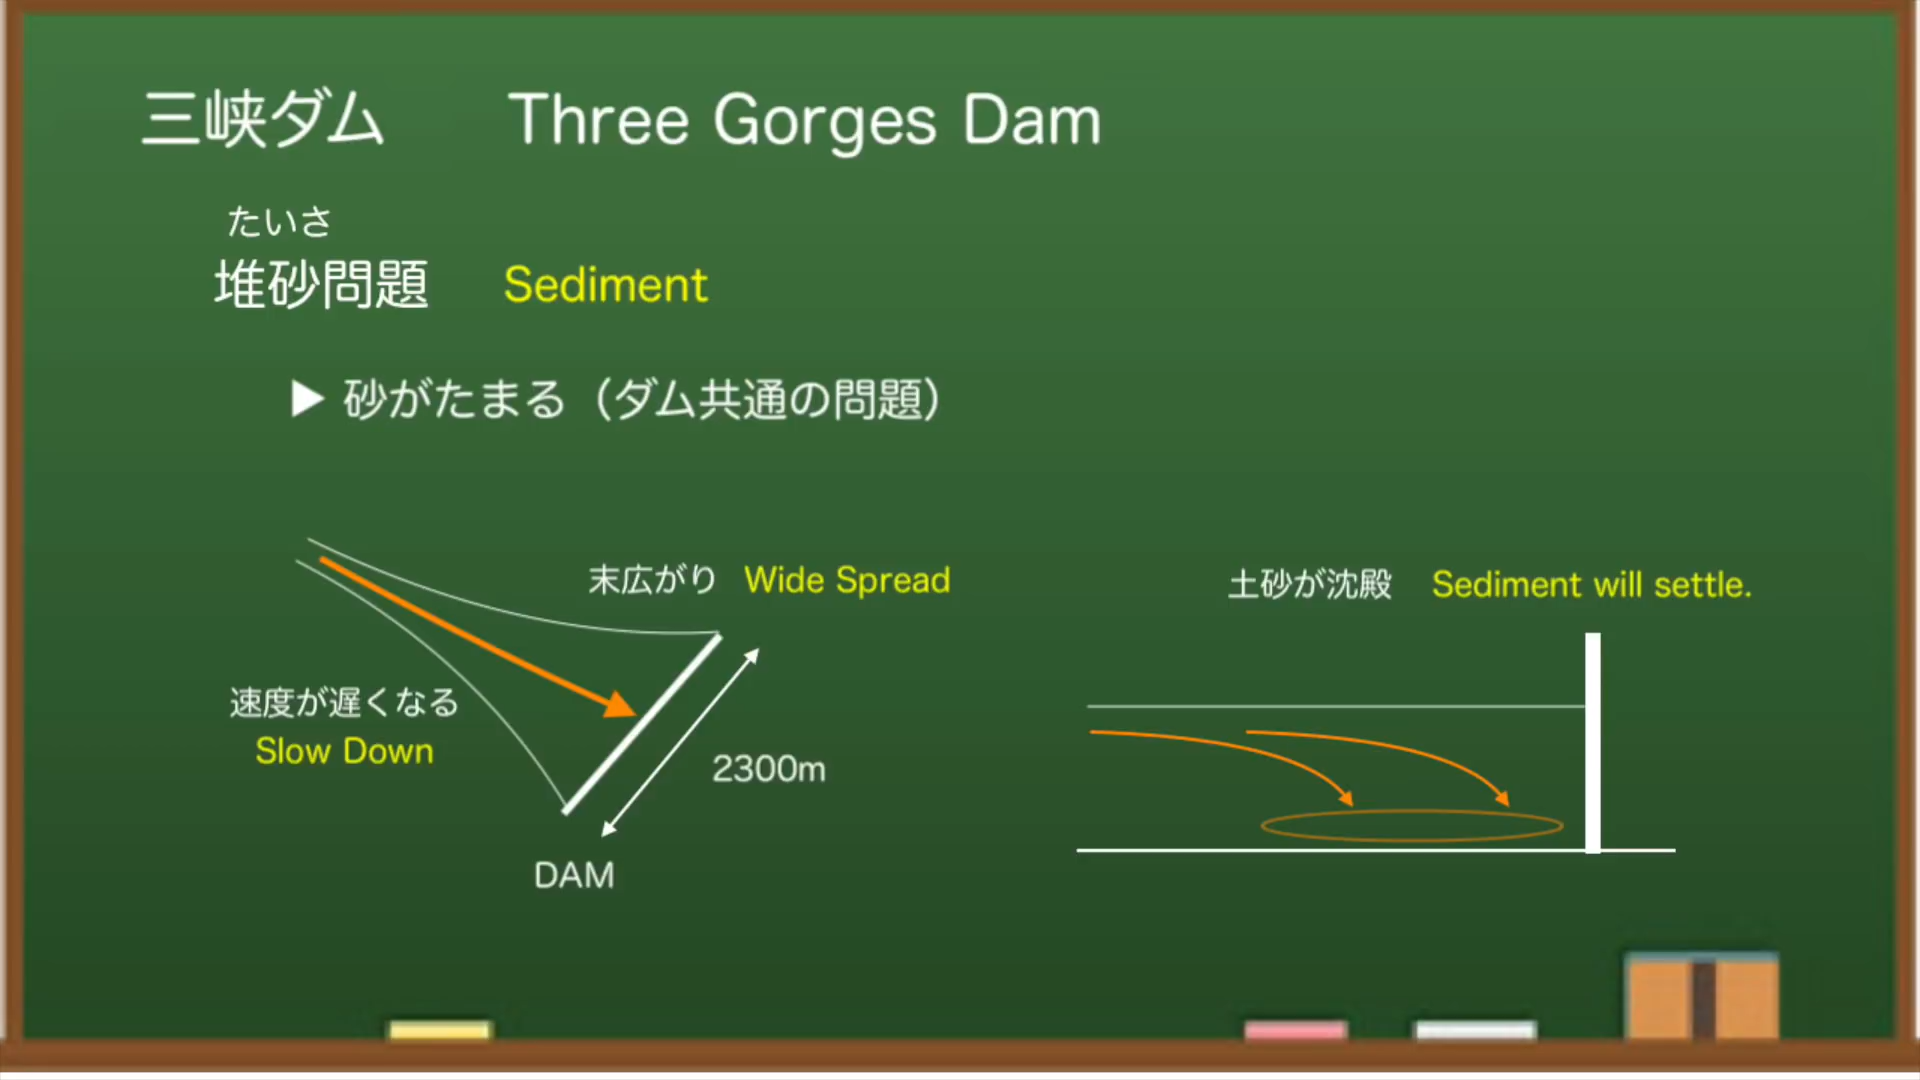 三峡ダム Three Gorges Dam
たいさ
堆砂問題 Sediment
▶ 砂がたまる（ダム共通の問題）
末広がり Wide Spread
速度が遅くなる
Slow Down
2300m
DAM
土砂が沈殿 Sediment will settle.